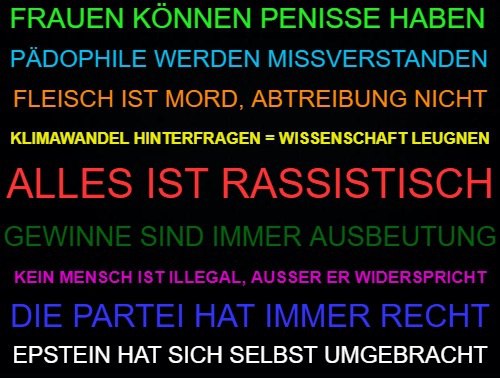 FRAUEN KÖNNEN PENISSE HABEN
PÄDOPHILE WERDEN MISSVERSTANDEN
FLEISCH IST MORD, ABTREIBUNG NICHT
KLIMAWANDEL HINTERFRAGEN = WISSENSCHAFT LEUGNEN
ALLES IST RASSISTISCH
GEWINNE SIND IMMER AUSBEUTUNG
KEIN MENSCH IST ILLEGAL, AUSSER ER WIDERSPRICHT
DIE PARTEI HAT IMMER RECHT
EPSTEIN HAT SICH SELBST UMGEBRACHT